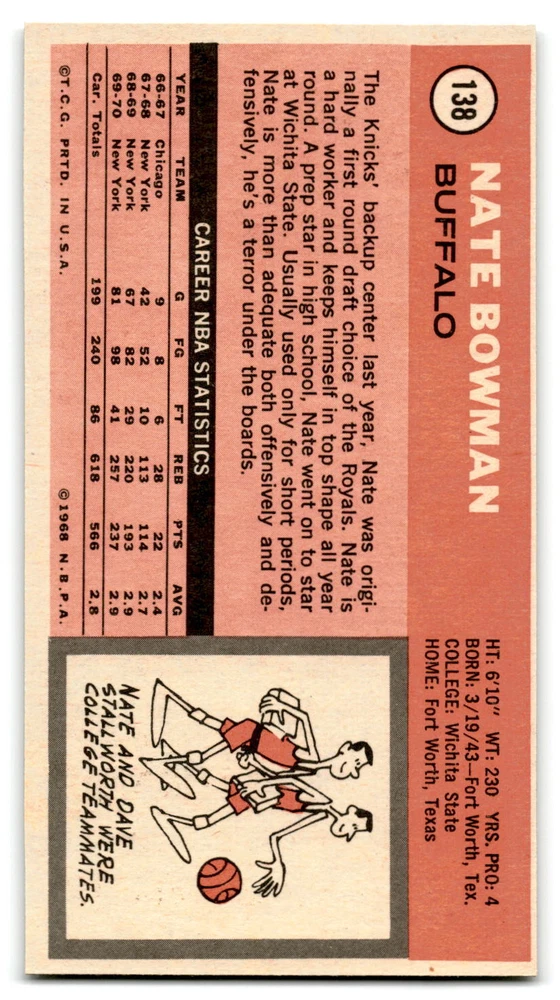 138
NATE BOWMAN
BUFFALO
HT: 6'10" WT: 230 YRS. PRO: 4
BORN: 3/19/43—Fort Worth, Tex.
COLLEGE: Wichita State
HOME: Fort Worth, Texas
The Knicks' backup center last year, Nate was origi-
nally a first round draft choice of the Royals. Nate is
a hard worker and keeps himself in top shape all year
round. A prep star in high school, Nate went on to star
at Wichita State. Usually used only for short periods,
Nate is more than adequate both offensively and de-
fensively, he's a terror under the boards.
CAREER NBA STATISTICS
YEAR TEAM G FG FT REB PTS AVG
66-67 Chicago 9 8 6 28 22 2.4
67-68 New York 42 52 10 113 114 2.7
68-69 New York 67 82 29 220 193 2.9
69-70 New York 81 98 41 257 237 2.9
Car. Totals 199 240 86 618 566 2.8
©T.C.G. PRTD. IN U.S.A. ©1968 N.B.P.A.
NATE AND DAVE
STALLWORTH WERE
COLLEGE TEAMMATES.